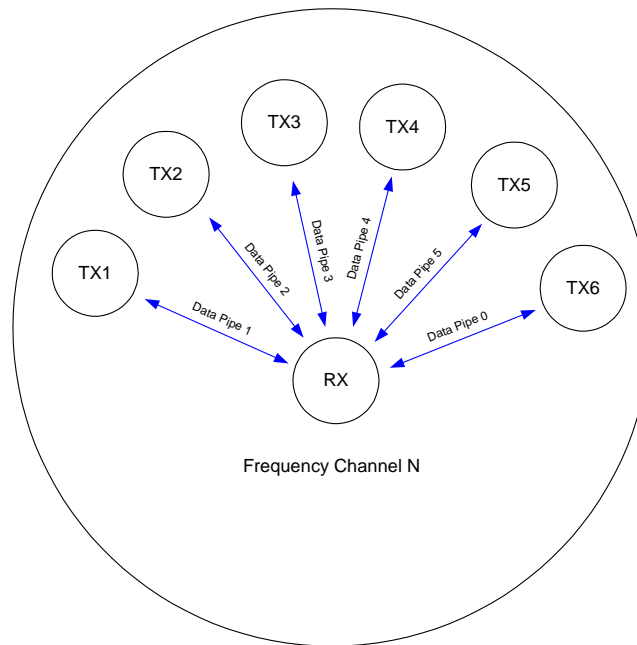 TX3
TX4
TX2
TX5
TX1
TX6
Data Pipe 1
Data Pipe 2
Data Pipe 3
Data Pipe 4
Data Pipe 5
Data Pipe 0
RX
Frequency Channel N